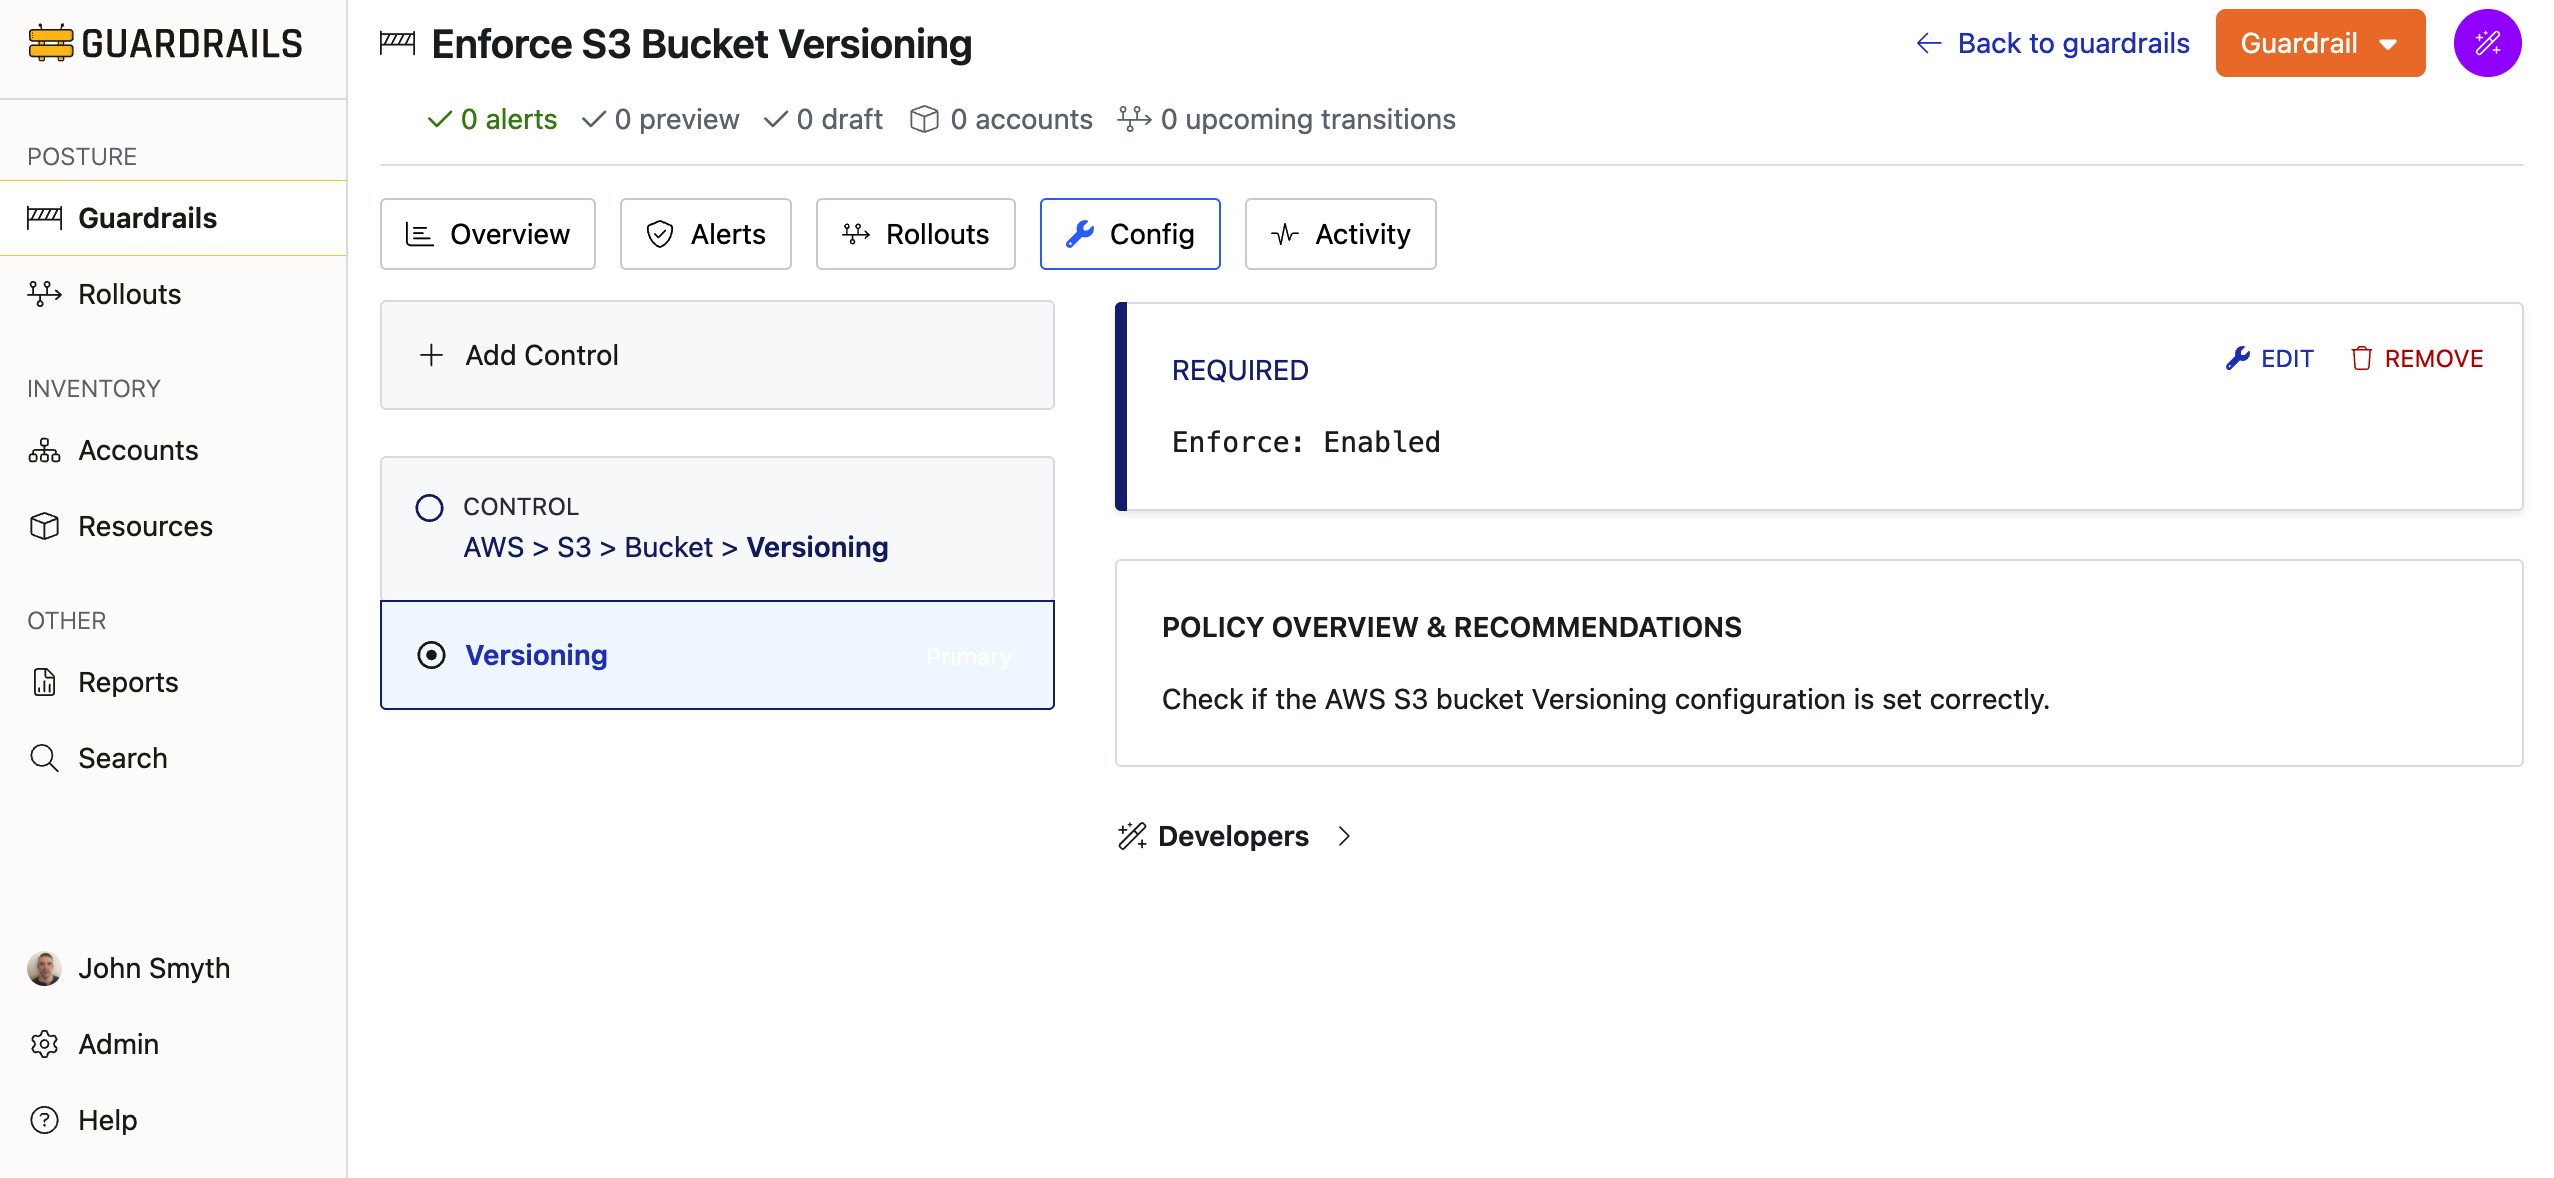 GUARDRAILS
Enforce S3 Bucket Versioning
Back to guardrails
Guardrail
0 alerts
0 preview
0 draft
0 accounts
0 upcoming transitions
POSTURE
Guardrails
Rollouts
INVENTORY
Accounts
Resources
OTHER
Reports
Search
John Smyth
Admin
Help
Overview
Alerts
Rollouts
Config
Activity
Add Control
CONTROL
AWS > S3 > Bucket > Versioning
Versioning
Primary
REQUIRED
EDIT
REMOVE
Enforce: Enabled
POLICY OVERVIEW & RECOMMENDATIONS
Check if the AWS S3 bucket Versioning configuration is set correctly.
Developers